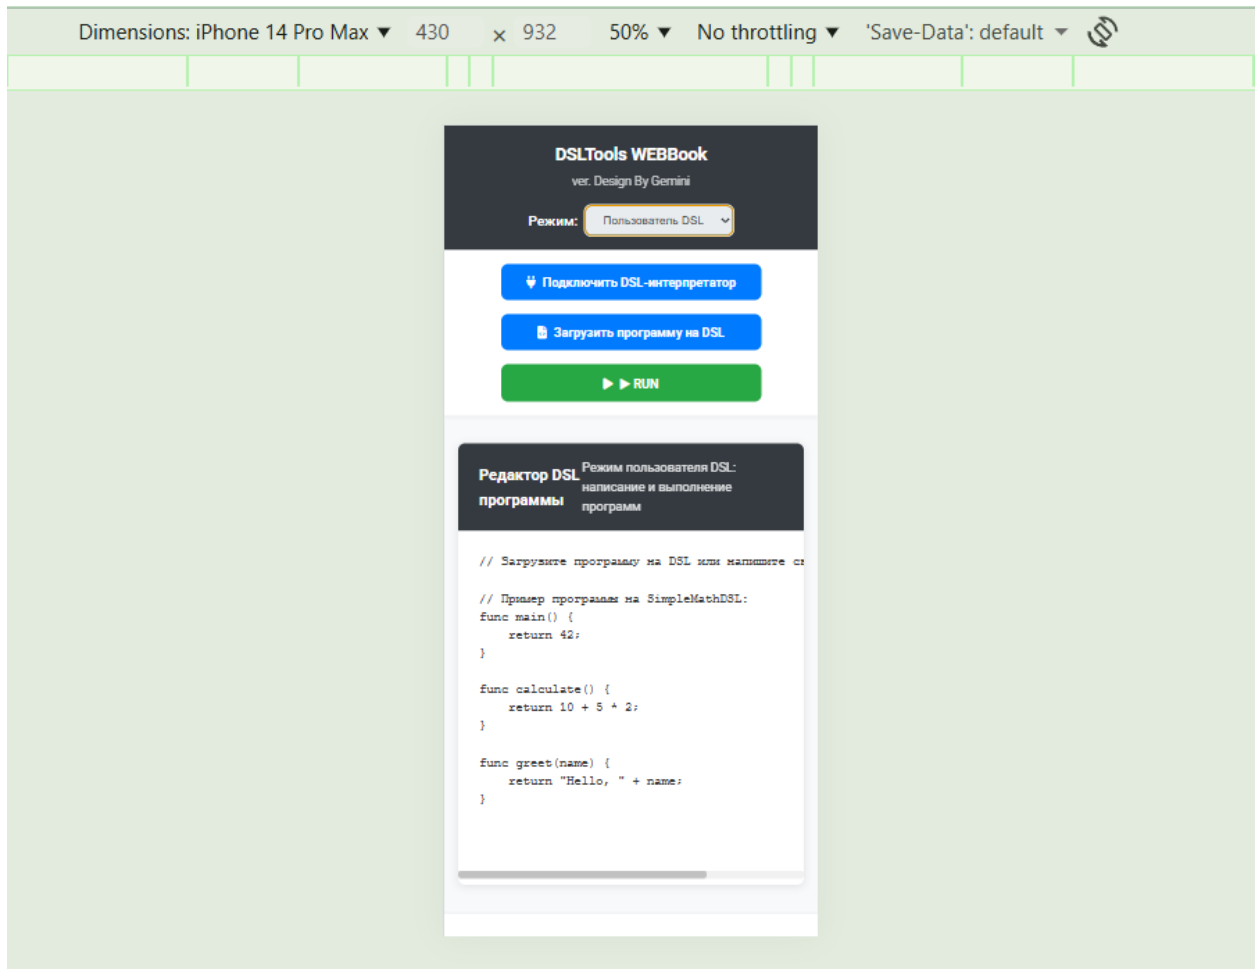 Dimensions: iPhone 14 Pro Max ▼ 430 × 932 50% ▼ No throttling ▼ 'Save-Data': default ▼
DSLTools WEBBook
ver. Design By Gemini
Режим: Пользователь DSL
Подключить DSL-интерпретатор
Загрузить программу на DSL
▶ ▶ RUN
Редактор DSL
программы
Режим пользователя DSL:
написание и выполнение
программ
// Загрузите программу на DSL или напишите
// Пример программы на SimpleMathDSL:
func main() {
    return 42;
}
func calculate() {
    return 10 + 5 * 2;
}
func greet(name) {
    return "Hello, " + name;
}